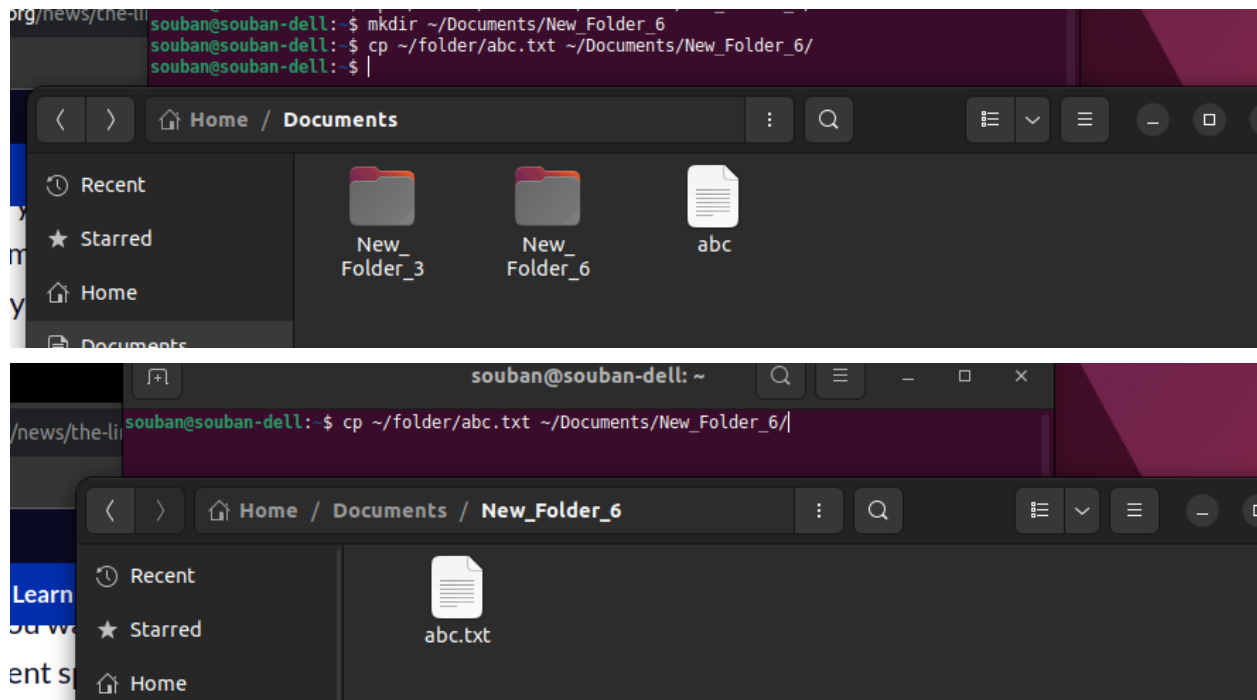 org/news/the-li
souban@souban-dell:~$ mkdir ~/Documents/New_Folder_6
souban@souban-dell:~$ cp ~/folder/abc.txt ~/Documents/New_Folder_6/
souban@souban-dell:~$
Home / Documents
Recent
Starred
Home
Documents
New_
Folder_3
New_
Folder_6
abc
souban@souban-dell: ~
/news/the-li
souban@souban-dell:~$ cp ~/folder/abc.txt ~/Documents/New_Folder_6/
Home / Documents / New_Folder_6
Learn
ent
Recent
Starred
Home
abc.txt